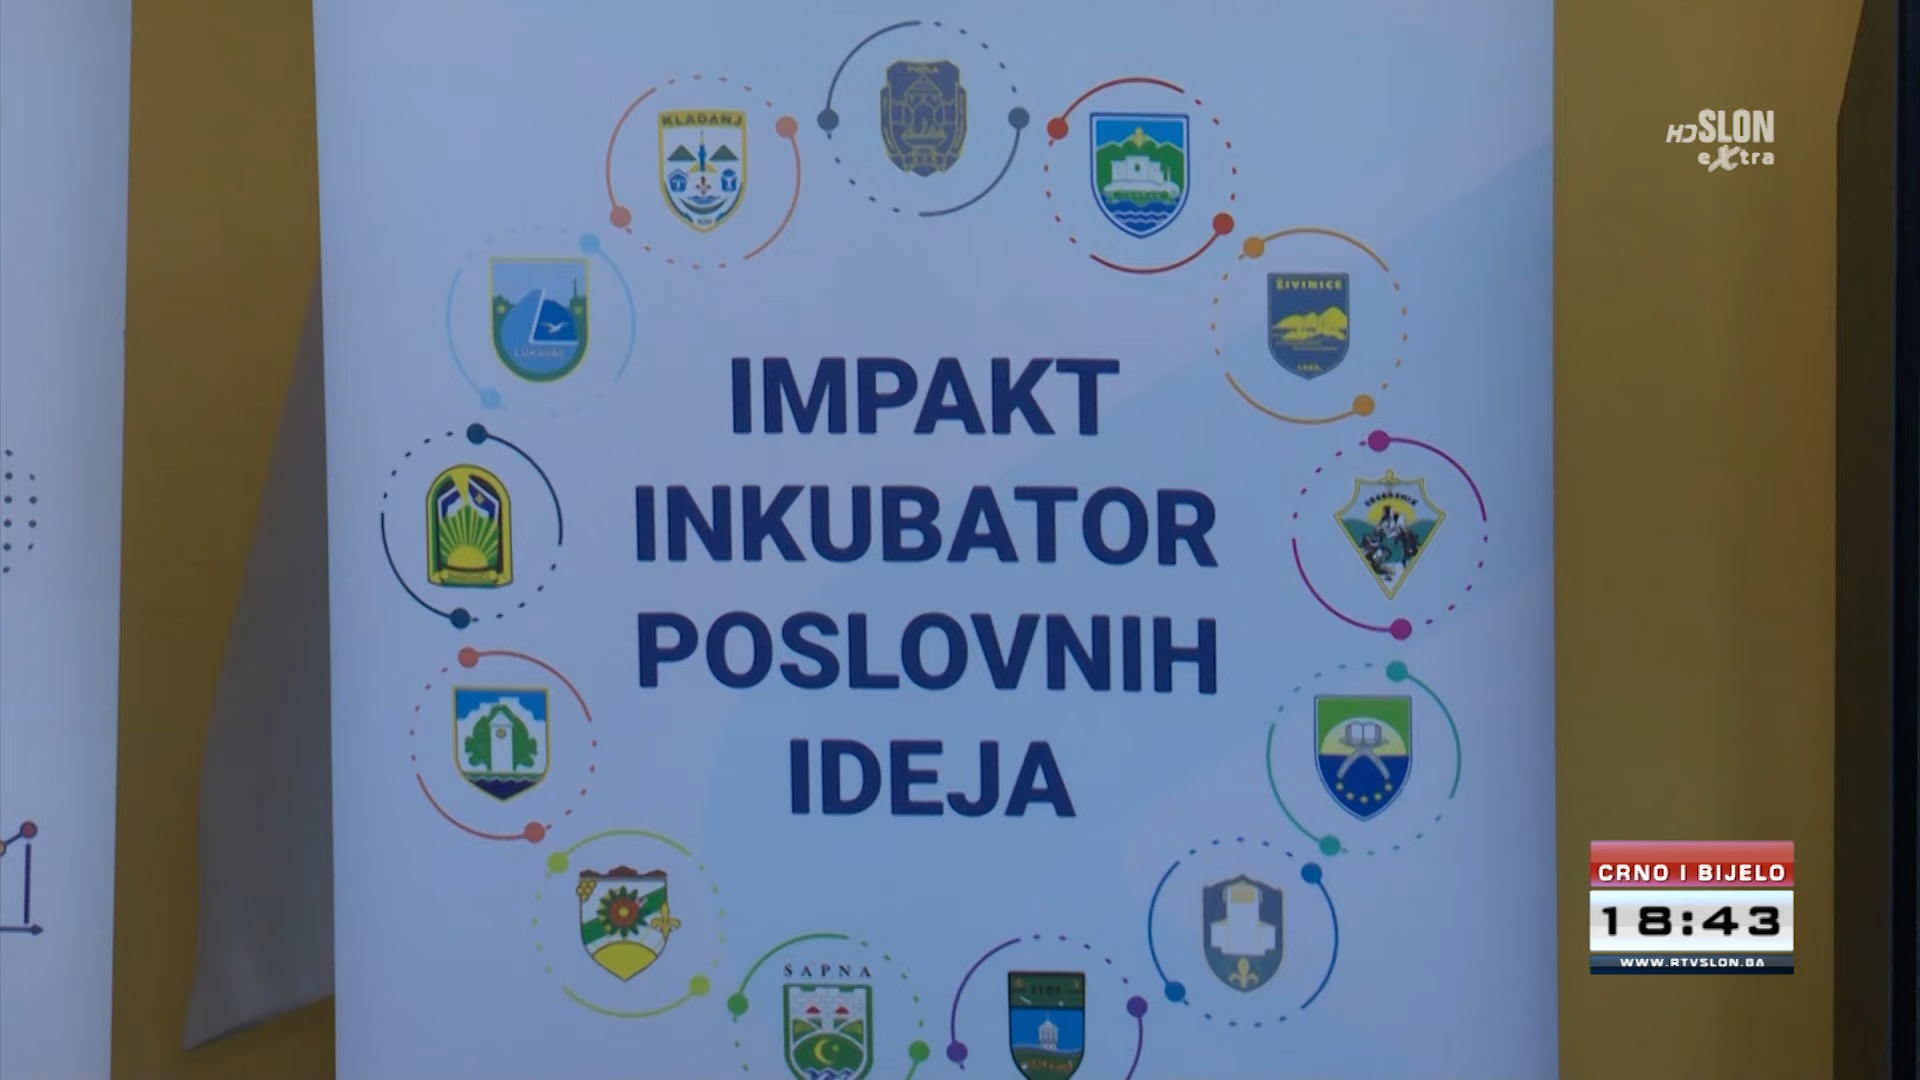 TUZLA
KLADANJ
HD SLON
eXtra
ŽIVINICE
LUKAVAC
IMPAKT
INKUBATOR
POSLOVNIH
IDEJA
CRNO I BIJELO
18:43
WWW.RTVSLON.BA
SAPNA